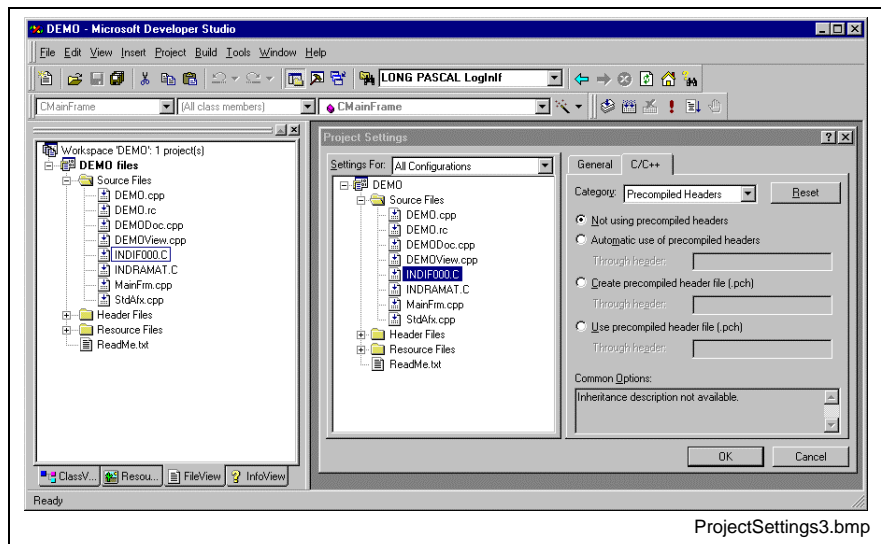 DEMO - Microsoft Developer Studio
File Edit View Insert Project Build Tools Window Help
LONG PASCAL LogInIf
CMainFrame (All class members) CMainFrame
Workspace 'DEMO': 1 project(s)
DEMO files
Source Files
DEMO.cpp
DEMO.rc
DEMODoc.cpp
DEMOView.cpp
INDIF000.C
INDRAMAT.C
MainFrm.cpp
StdAfx.cpp
Header Files
Resource Files
ReadMe.txt
ClassV... Resou... FileView InfoView
Project Settings
Settings For: All Configurations
DEMO
Source Files
DEMO.cpp
DEMO.rc
DEMODoc.cpp
DEMOView.cpp
INDIF000.C
INDRAMAT.C
MainFrm.cpp
StdAfx.cpp
Header Files
Resource Files
ReadMe.txt
General C/C++
Category: Precompiled Headers Reset
Not using precompiled headers
Automatic use of precompiled headers
Through header:
Create precompiled header file (.pch)
Through header:
Use precompiled header file (.pch)
Through header:
Common Options:
Inheritance description not available.
OK Cancel
Ready
ProjectSettings3.bmp